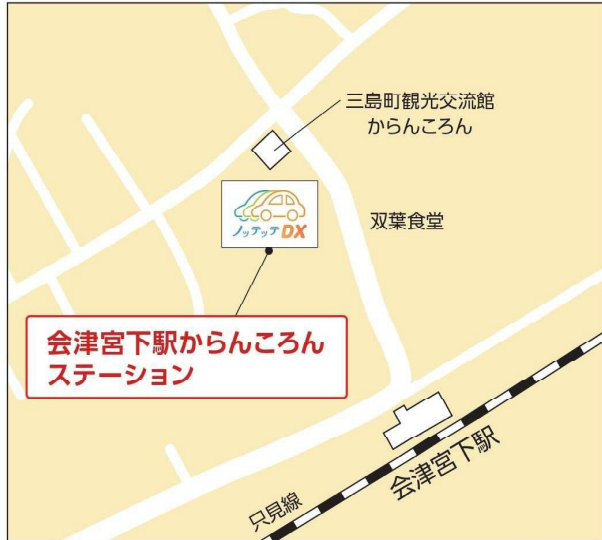 三島町観光交流館
からんころん
ノッテッテDX
双葉食堂
会津宮下駅からんころん
ステーション
会津宮下駅
只見線